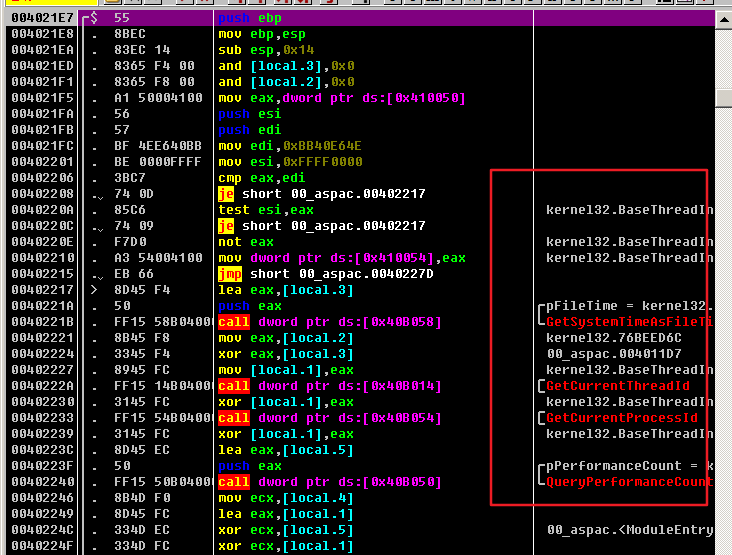 004021E7 ┌$ 55 push ebp
004021E8 . 8BEC mov ebp,esp
004021EA . 83EC 14 sub esp,0x14
004021ED . 8365 F4 00 and [local.3],0x0
004021F1 . 8365 F8 00 and [local.2],0x0
004021F5 . A1 50004100 mov eax,dword ptr ds:[0x410050]
004021FA . 56 push esi
004021FB . 57 push edi
004021FC . BF 4EE640BB mov edi,0xBB40E64E
00402201 . BE 0000FFFF mov esi,0xFFFF0000
00402206 . 3BC7 cmp eax,edi
00402208 . 74 0D je short 00_aspac.00402217
0040220A . 85C6 test esi,eax kernel32.BaseThreadIn
0040220C . 74 09 je short 00_aspac.00402217
0040220E . F7D0 not eax kernel32.BaseThreadIn
00402210 . A3 54004100 mov dword ptr ds:[0x410054],eax kernel32.BaseThreadIn
00402215 . EB 66 jmp short 00_aspac.0040227D
00402217 > 8D45 F4 lea eax,[local.3]
0040221A . 50 push eax pFileTime = kernel32.
0040221B . FF15 58B0400 call dword ptr ds:[0x40B058] GetSystemTimeAsFileTi
00402221 . 8B45 F8 mov eax,[local.2] kernel32.76BEED6C
00402224 . 3345 F4 xor eax,[local.3] 00_aspac.004011D7
00402227 . 8945 FC mov [local.1],eax kernel32.BaseThreadIn
0040222A . FF15 14B0400 call dword ptr ds:[0x40B014] GetCurrentThreadId
00402230 . 3145 FC xor [local.1],eax kernel32.BaseThreadIn
00402233 . FF15 54B0400 call dword ptr ds:[0x40B054] GetCurrentProcessId
00402239 . 3145 FC xor [local.1],eax kernel32.BaseThreadIn
0040223C . 8D45 EC lea eax,[local.5]
0040223F . 50 push eax pPerformanceCount = k
00402240 . FF15 50B0400 call dword ptr ds:[0x40B050] QueryPerformanceCount
00402246 . 8B4D F0 mov ecx,[local.4]
00402249 . 8D45 FC lea eax,[local.1]
0040224C . 334D EC xor ecx,[local.5] 00_aspac.<ModuleEntry
0040224F . 334D FC xor ecx,[local.1]